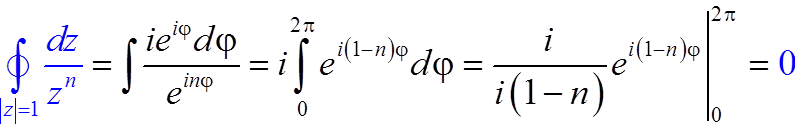 ∮_{|z|=1} dz/z^n = ∫ ie^{iφ}dφ/e^{inφ} = i∫_0^{2π} e^{i(1−n)φ}dφ = i/(i(1−n)) e^{i(1−n)φ}|_0^{2π} = 0